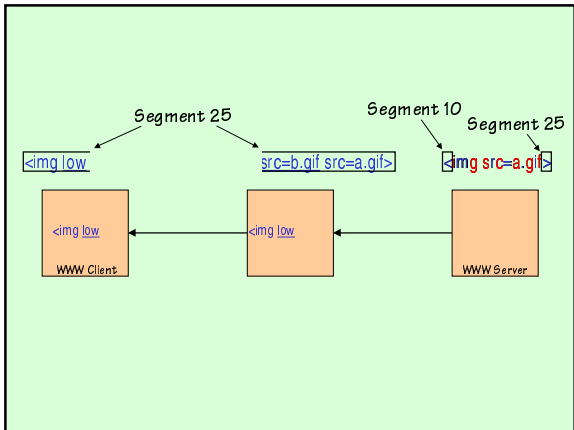 Segment 25
Segment 10
Segment 25
<img low
src=b.gif src=a.gif>
<img src=a.gif>
<img low
<img low
WWW Client
WWW Server